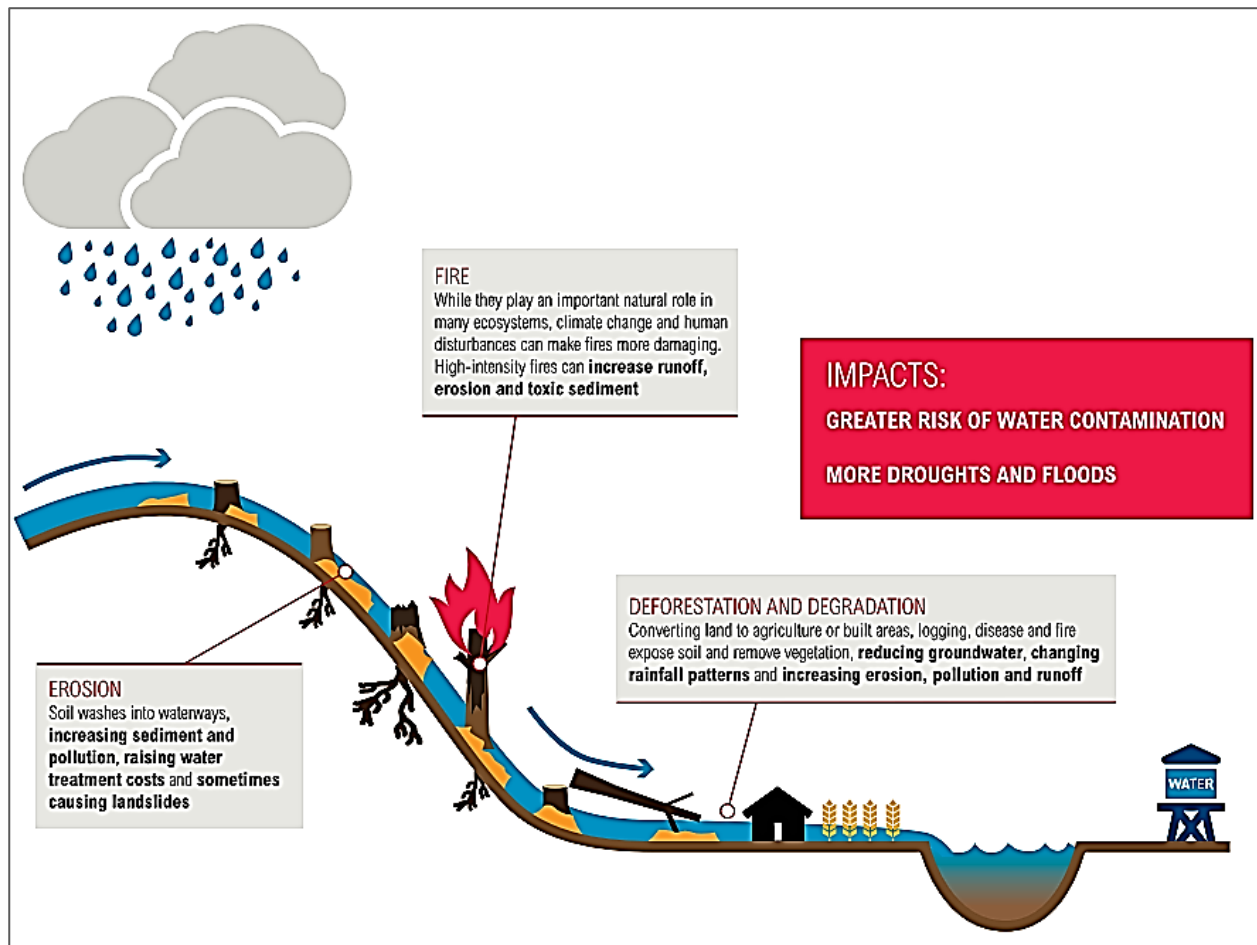 FIRE
While they play an important natural role in
many ecosystems, climate change and human
disturbances can make fires more damaging.
High-intensity fires can increase runoff,
erosion and toxic sediment
IMPACTS:
GREATER RISK OF WATER CONTAMINATION
MORE DROUGHTS AND FLOODS
EROSION
Soil washes into waterways,
increasing sediment and
pollution, raising water
treatment costs and sometimes
causing landslides
DEFORESTATION AND DEGRADATION
Converting land to agriculture or built areas, logging, disease and fire
expose soil and remove vegetation, reducing groundwater, changing
rainfall patterns and increasing erosion, pollution and runoff
WATER